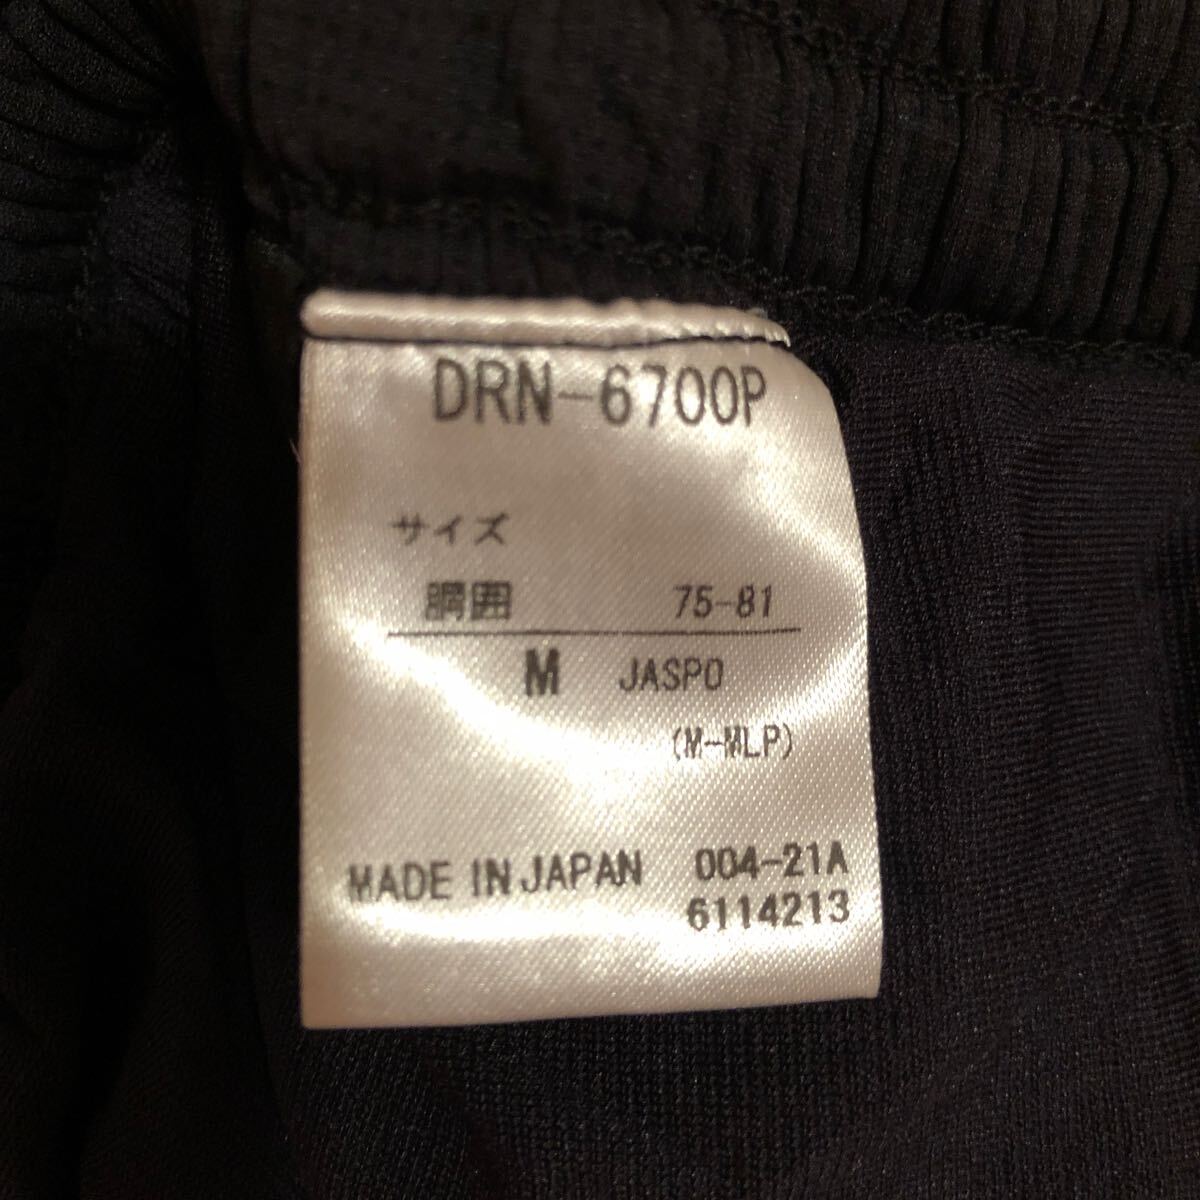 DRN-6700P
サイズ
胴囲 75-81
M JASPO
(M-MLP)
MADE IN JAPAN 004-21A
6114213